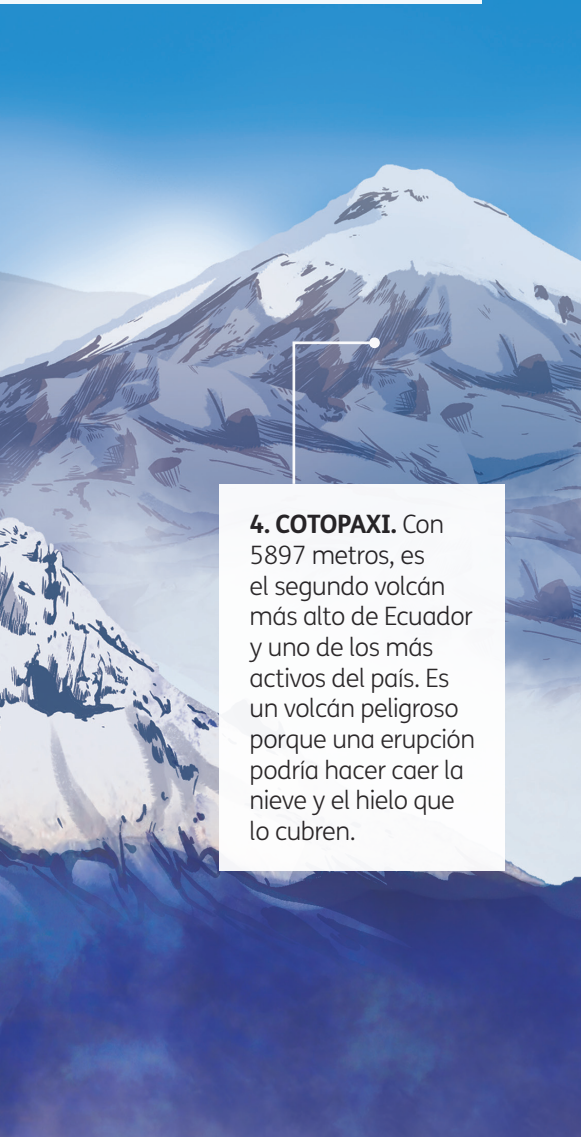 4. COTOPAXI. Con
5897 metros, es
el segundo volcán
más alto de Ecuador
y uno de los más
activos del país. Es
un volcán peligroso
porque una erupción
podría hacer caer la
nieve y el hielo que
lo cubren.